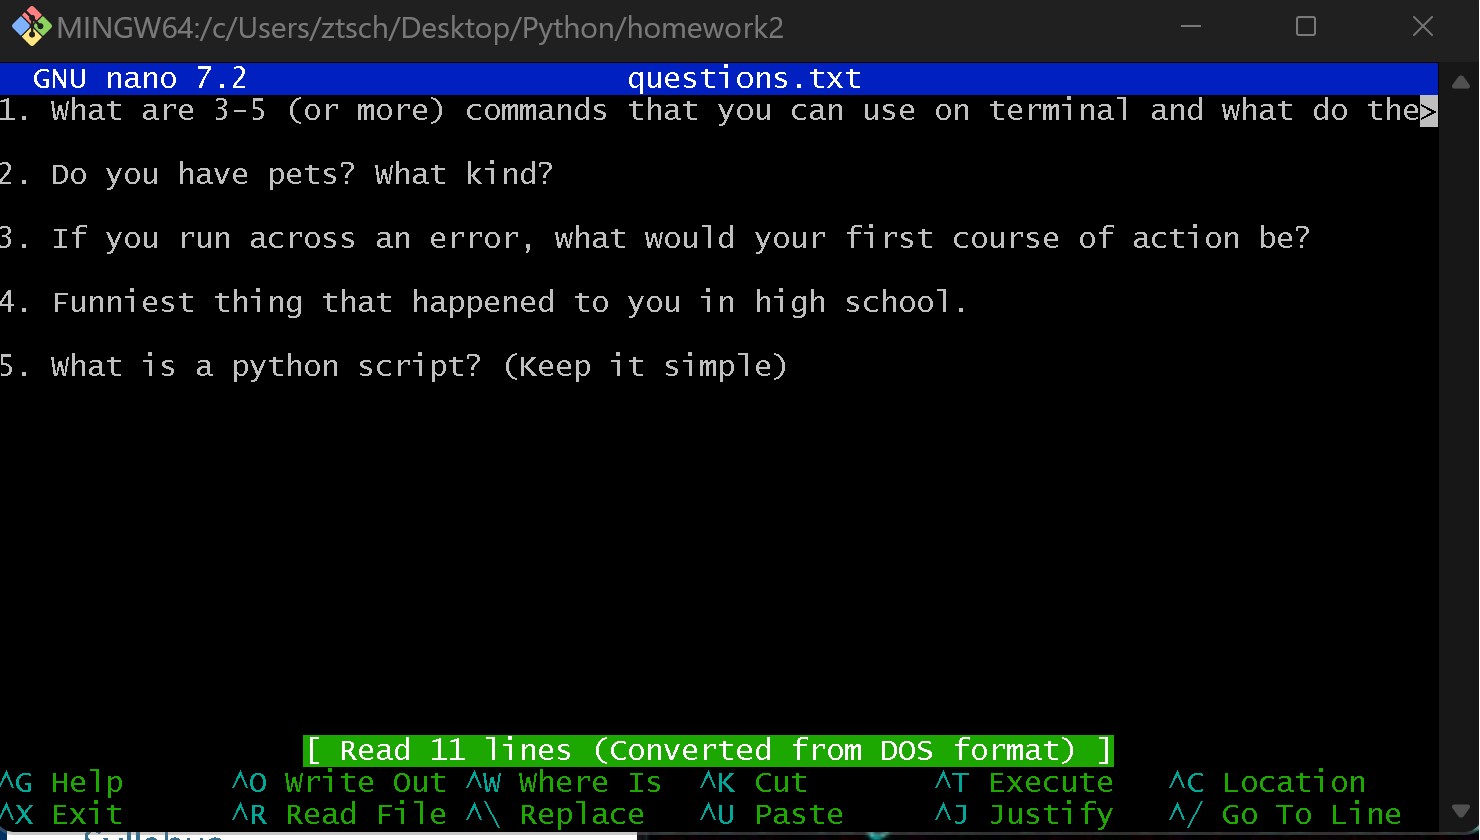 MINGW64:/c/Users/ztsch/Desktop/Python/homework2
GNU nano 7.2 questions.txt
1. What are 3-5 (or more) commands that you can use on terminal and what do the>
2. Do you have pets? What kind?
3. If you run across an error, what would your first course of action be?
4. Funniest thing that happened to you in high school.
5. What is a python script? (Keep it simple)
[ Read 11 lines (Converted from DOS format) ]
^G Help ^O Write Out ^W Where Is ^K Cut ^T Execute ^C Location
^X Exit ^R Read File ^\ Replace ^U Paste ^J Justify ^/ Go To Line